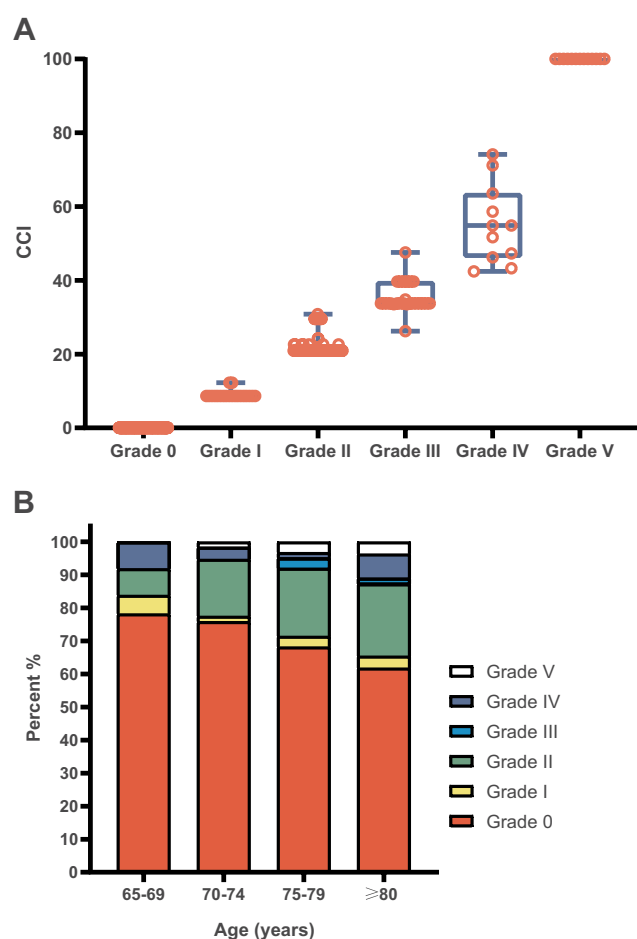 A
100
80
60
40
20
0
CCI
Grade 0 Grade I Grade II Grade III Grade IV Grade V
B
100
90
80
70
60
50
40
30
20
10
0
Percent %
65-69 70-74 75-79 ≥80
Age (years)
Grade V
Grade IV
Grade III
Grade II
Grade I
Grade 0